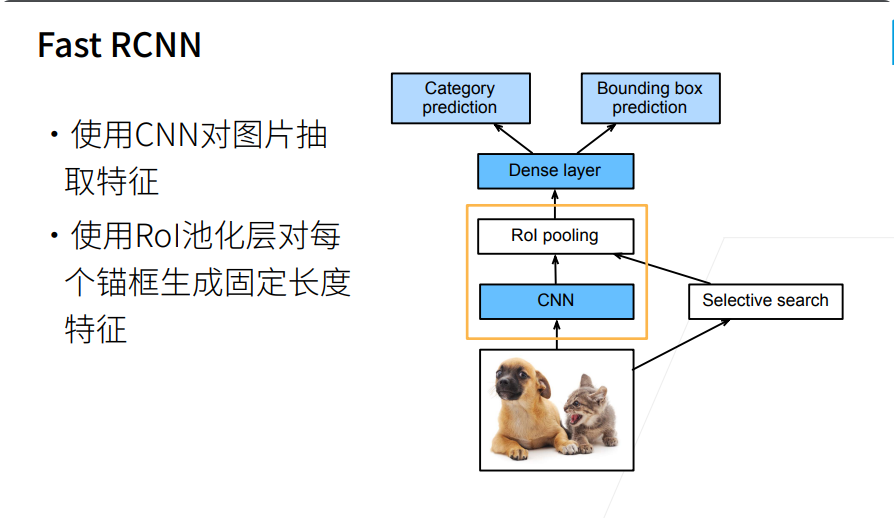 Fast RCNN
• 使用CNN对图片抽
取特征
• 使用RoI池化层对每
个锚框生成固定长度
特征
Category
prediction
Bounding box
prediction
Dense layer
RoI pooling
CNN
Selective search